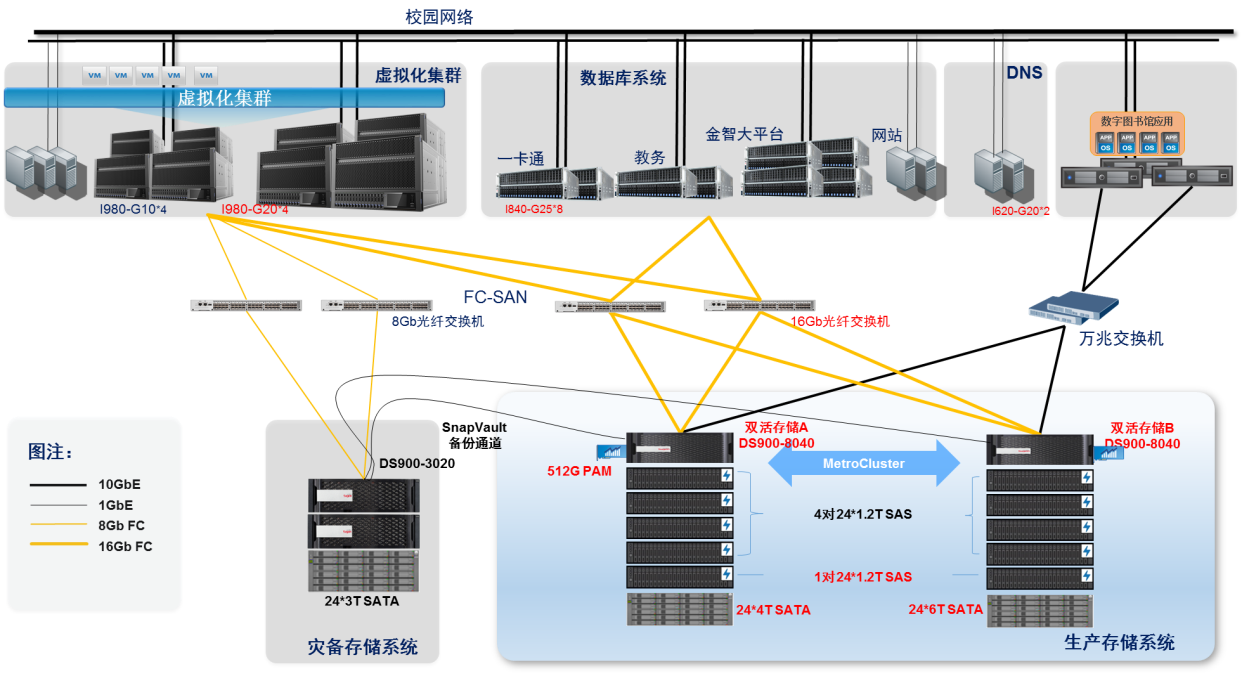 校园网络
VM VM VM VM VM
虚拟化集群
虚拟化集群
I980-G10*4
I980-G20*4
数据库系统
一卡通
教务
金智大平台
网站
I840-G25*8
DNS
I620-G20*2
数字图书馆应用
APP APP APP APP
OS OS OS OS
FC-SAN
8Gb光纤交换机
16Gb光纤交换机
万兆交换机
图注：
10GbE
1GbE
8Gb FC
16Gb FC
SnapVault
备份通道
DS900-3020
24*3T SATA
灾备存储系统
双活存储A
DS900-8040
512G PAM
MetroCluster
双活存储B
DS900-8040
4对24*1.2T SAS
1对24*1.2T SAS
24*4T SATA
24*6T SATA
生产存储系统